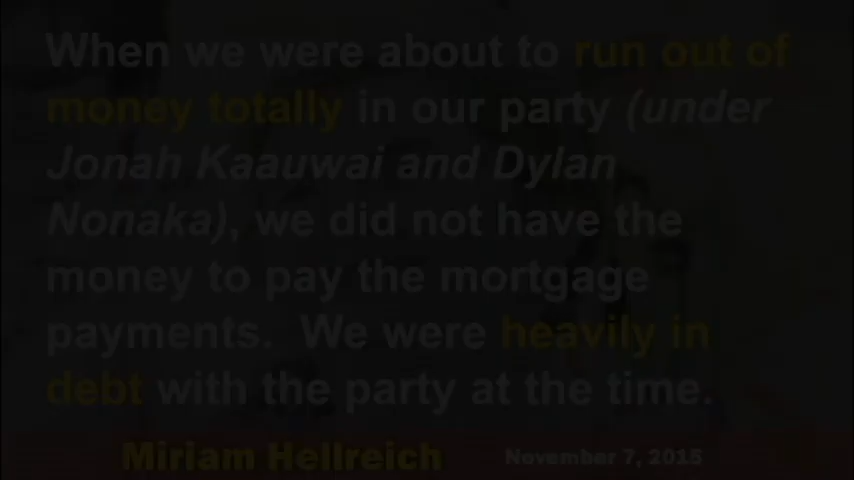 When we were about to run out of
money totally in our party (under
Jonah Kaauwai and Dylan
Nonaka), we did not have the
money to pay the mortgage
payments. We were heavily in
debt with the party at the time.
Miriam Hellreich November 7, 2015